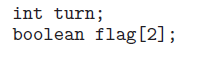 int turn;
boolean flag[2];